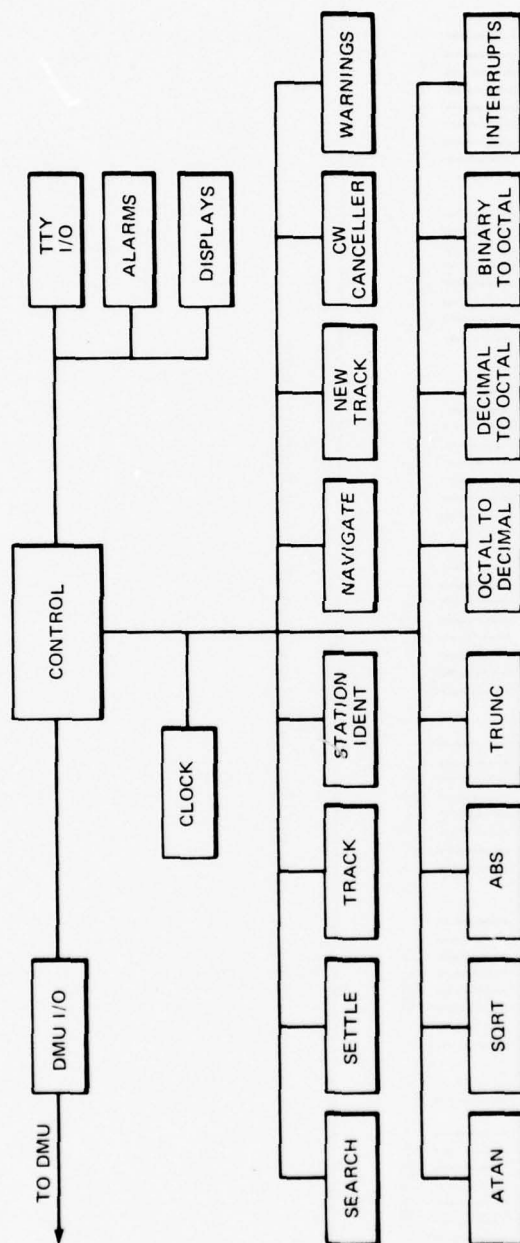 TO DMU
DMU I/O
CONTROL
TTY
I/O
ALARMS
DISPLAYS
CLOCK
SEARCH
SETTLE
TRACK
STATION
IDENT
NAVIGATE
NEW
TRACK
CW
CANCELLER
WARNINGS
ATAN
SQRT
ABS
TRUNC
OCTAL TO
DECIMAL
DECIMAL
TO OCTAL
BINARY
TO OCTAL
INTERRUPTS